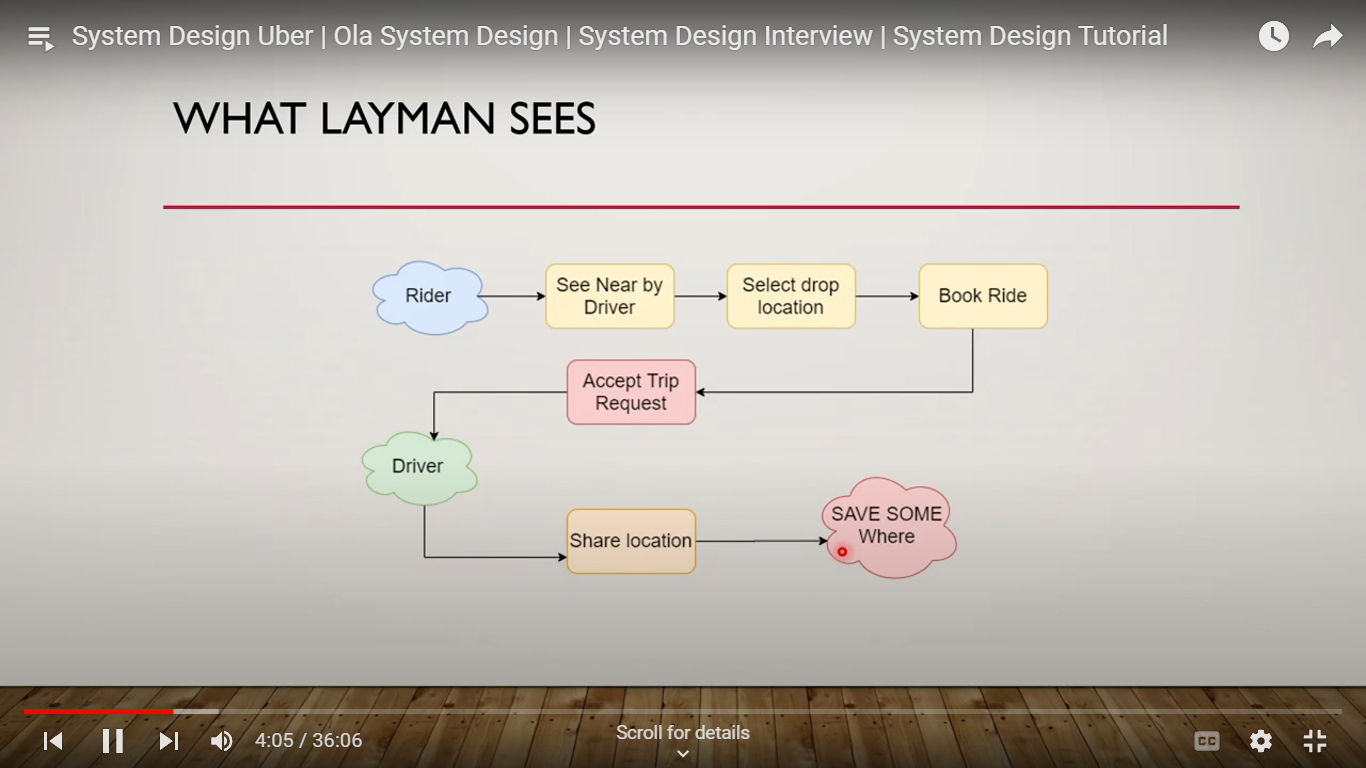 System Design Uber | Ola System Design | System Design Interview | System Design Tutorial
WHAT LAYMAN SEES
Rider
See Near by
Driver
Select drop
location
Book Ride
Accept Trip
Request
Driver
Share location
SAVE SOME
Where
4:05 / 36:06
Scroll for details
CC